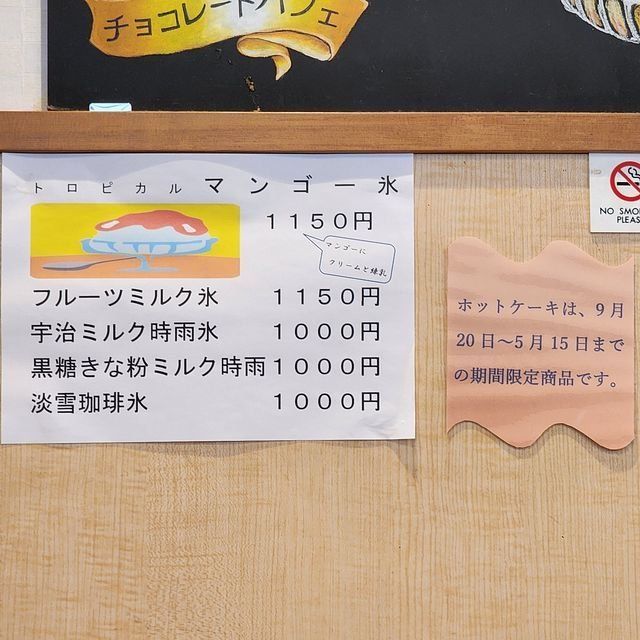 チョコレートパフェ
トロピカル マンゴー氷
1150円
マンゴーに
クリームと練乳
フルーツミルク氷 1150円
宇治ミルク時雨氷 1000円
黒糖きな粉ミルク時雨 1000円
淡雪珈琲氷 1000円
NO SMO
PLEAS
ホットケーキは、9月
20日～5月15日まで
の期間限定商品です。